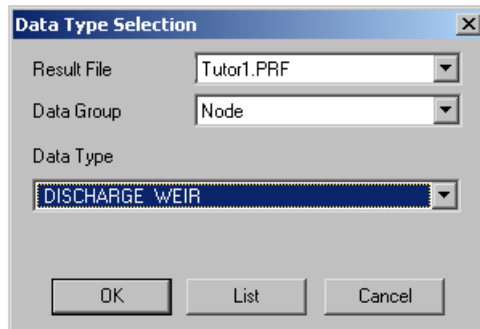 Data Type Selection
Result File Tutor1.PRF
Data Group Node
Data Type
DISCHARGE WEIR
OK List Cancel